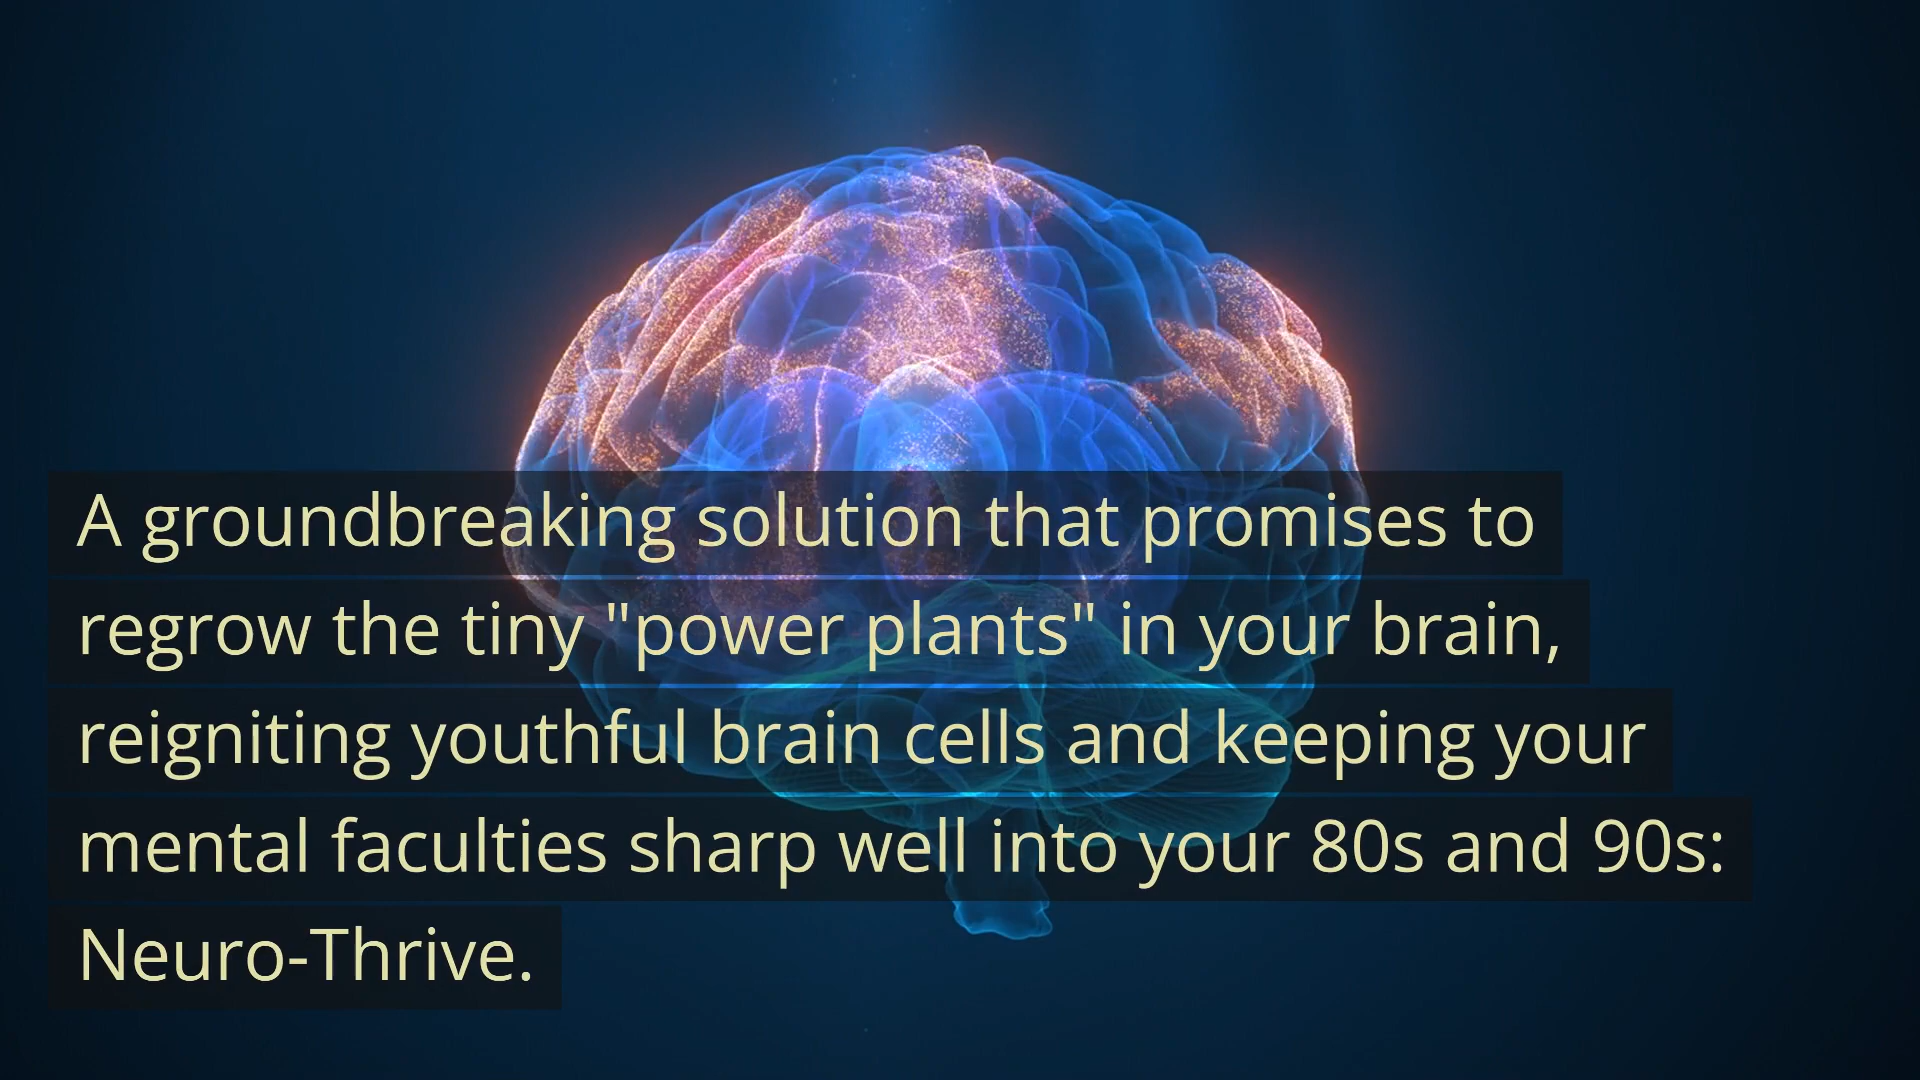 A groundbreaking solution that promises to
regrow the tiny "power plants" in your brain,
reigniting youthful brain cells and keeping your
mental faculties sharp well into your 80s and 90s:
Neuro-Thrive.